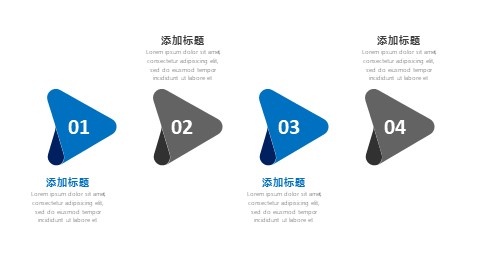 添加标题
Lorem ipsum dolor sit amet,
consectetur adipisicing elit,
sed do eiusmod tempor
incididunt ut labore et
添加标题
Lorem ipsum dolor sit amet,
consectetur adipisicing elit,
sed do eiusmod tempor
incididunt ut labore et
01
02
03
04
添加标题
Lorem ipsum dolor sit amet,
consectetur adipisicing elit,
sed do eiusmod tempor
incididunt ut labore et
添加标题
Lorem ipsum dolor sit amet,
consectetur adipisicing elit,
sed do eiusmod tempor
incididunt ut labore et